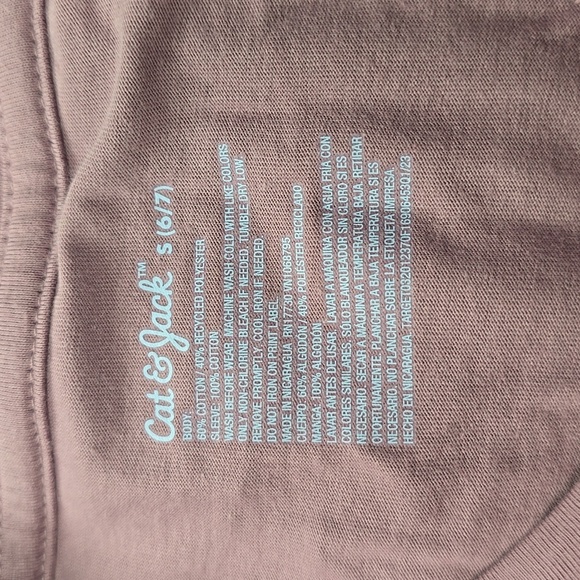 Cat & Jack™ S (6/7)
BODY:
60% COTTON / 40% RECYCLED POLYESTER
SLEEVE: 100% COTTON
WASH BEFORE WEAR. MACHINE WASH COLD WITH LIKE COLORS
ONLY NON-CHLORINE BLEACH IF NEEDED. TUMBLE DRY LOW.
REMOVE PROMPTLY, COOL IRON IF NEEDED
DO NOT IRON ON PRINT LABEL.
MADE IN NICARAGUA
CUERPO: 60% ALGODÓN / 40% POLIÉSTER RECICLADO
MANGA: 100% ALGODÓN
LAVAR ANTES DE USAR. LAVAR A MÁQUINA CON AGUA FRÍA CON
COLORES SIMILARES. SÓLO BLANQUEADOR SIN CLORO SI ES
NECESARIO. SECAR A MÁQUINA A TEMPERATURA BAJA. RETIRAR
OPORTUNAMENTE. PLANCHAR A BAJA TEMPERATURA SI ES
NECESARIO. NO PLANCHAR SOBRE LA ETIQUETA IMPRESA.
HECHO EN NICARAGUA